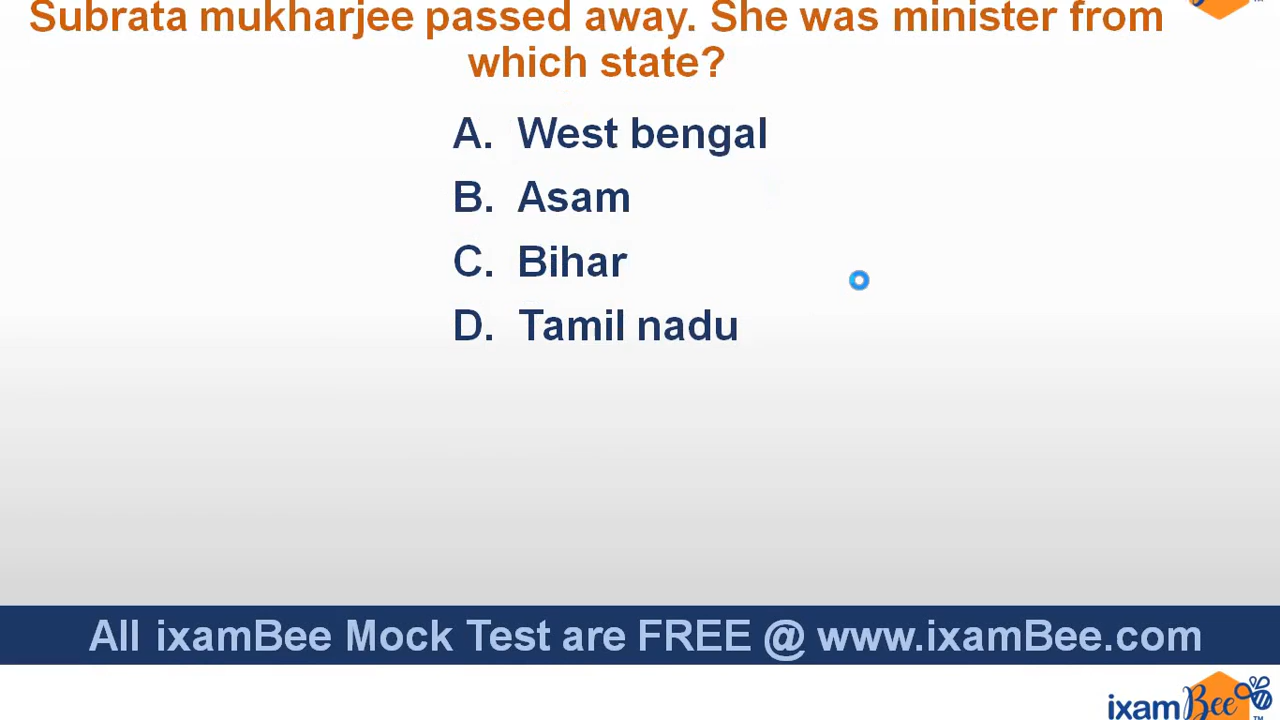 Subrata mukharjee passed away. She was minister from
which state?
A. West bengal
B. Asam
C. Bihar
D. Tamil nadu
All ixamBee Mock Test are FREE @ www.ixamBee.com
ixamBee™